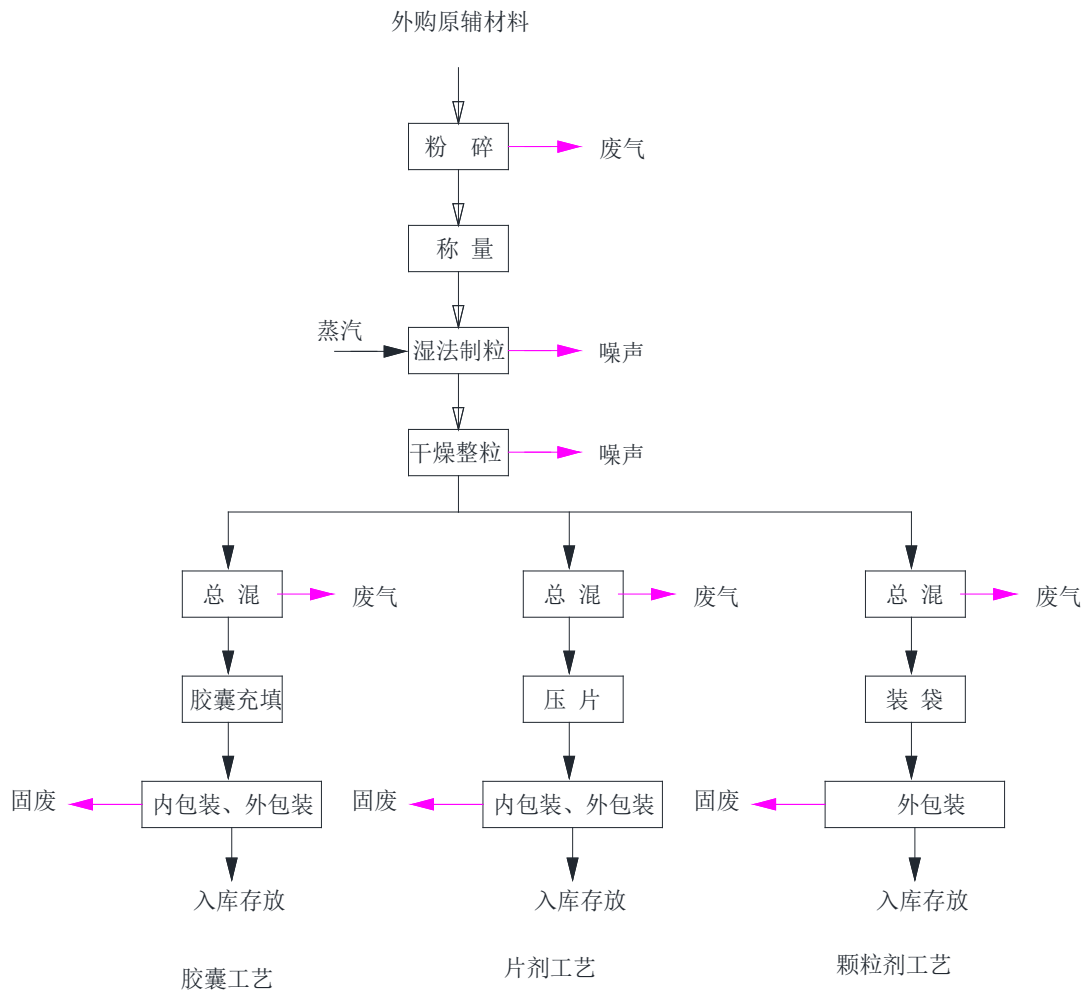 外购原辅材料
粉 碎
废气
称 量
蒸汽
湿法制粒
噪声
干燥整粒
噪声
总 混
废气
总 混
废气
总 混
废气
胶囊充填
压 片
装 袋
固废
内包装、外包装
固废
内包装、外包装
固废
外包装
入库存放
入库存放
入库存放
胶囊工艺
片剂工艺
颗粒剂工艺